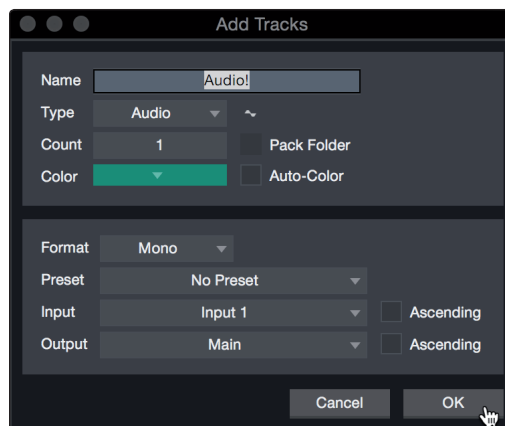 Add Tracks
Name Audio!
Type Audio
Count 1 Pack Folder
Color Auto-Color
Format Mono
Preset No Preset
Input Input 1 Ascending
Output Main Ascending
Cancel OK